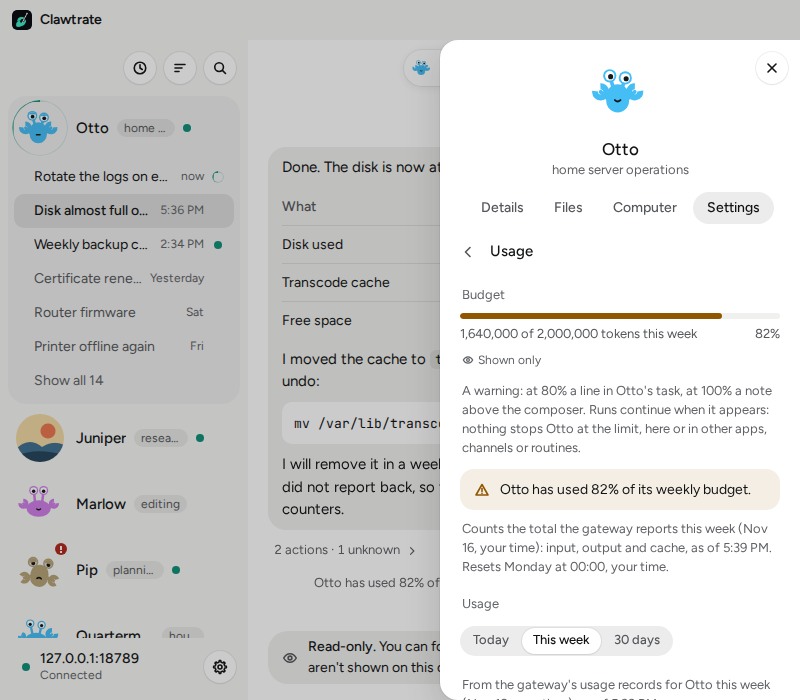 Clawtrate
Otto
home ...
Rotate the logs on e...
now
Disk almost full o...
5:36 PM
Weekly backup c...
2:34 PM
Certificate rene...
Yesterday
Router firmware
Sat
Printer offline again
Fri
Show all 14
Juniper
resea...
Marlow
editing
Pip
planni...
Quarterm
hou
127.0.0.1:18789
Connected
Done. The disk is now a
What
Disk used
Transcode cache
Free space
I moved the cache to
undo:
mv /var/lib/transc
I will remove it in a wee
did not report back, so
counters.
2 actions · 1 unknown
Otto has used 82% of
Read-only. You can fo
aren't shown on this
Otto
home server operations
Details
Files
Computer
Settings
Usage
Budget
1,640,000 of 2,000,000 tokens this week
82%
Shown only
A warning: at 80% a line in Otto's task, at 100% a note
above the composer. Runs continue when it appears:
nothing stops Otto at the limit, here or in other apps,
channels or routines.
Otto has used 82% of its weekly budget.
Counts the total the gateway reports this week (Nov
16, your time): input, output and cache, as of 5:39 PM.
Resets Monday at 00:00, your time.
Usage
Today
This week
30 days
From the gateway's usage records for Otto this week